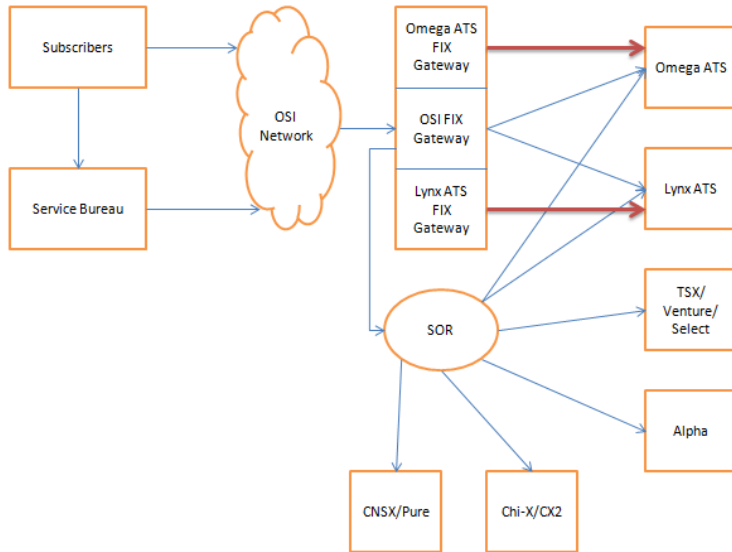 Subscribers
Service Bureau
OSI
Network
Omega ATS
FIX
Gateway
OSI FIX
Gateway
Lynx ATS
FIX
Gateway
Omega ATS
Lynx ATS
TSX/
Venture/
Select
SOR
Alpha
CNSX/Pure
Chi-X/CX2